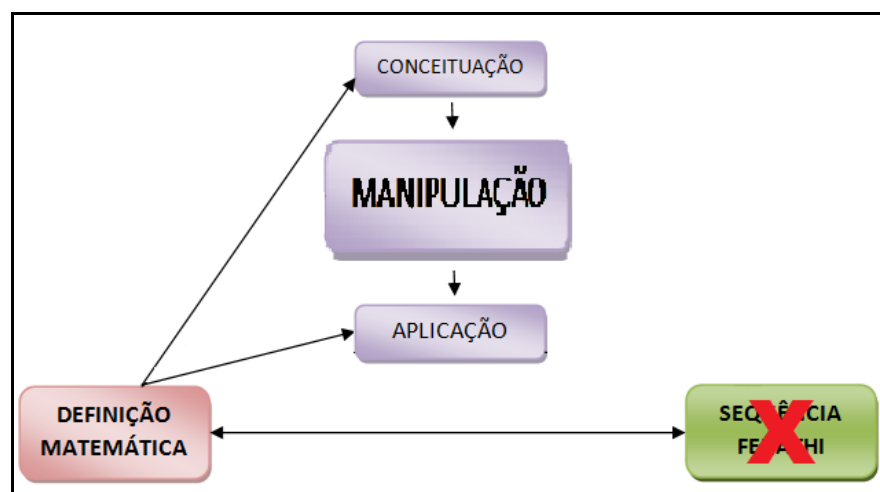 CONCEITUAÇÃO
MANIPULAÇÃO
APLICAÇÃO
DEFINIÇÃO
MATEMÁTICA